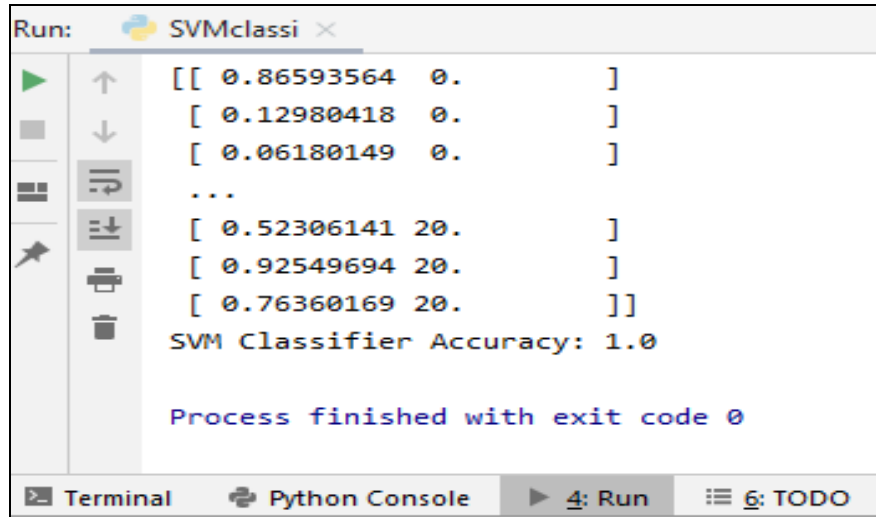 Run: SVMclassi ×
[[ 0.86593564  0.        ]
[ 0.12980418  0.        ]
[ 0.06180149  0.        ]
...
[ 0.52306141 20.        ]
[ 0.92549694 20.        ]
[ 0.76360169 20.        ]]
SVM Classifier Accuracy: 1.0
Process finished with exit code 0
Terminal Python Console 4: Run 6: TODO